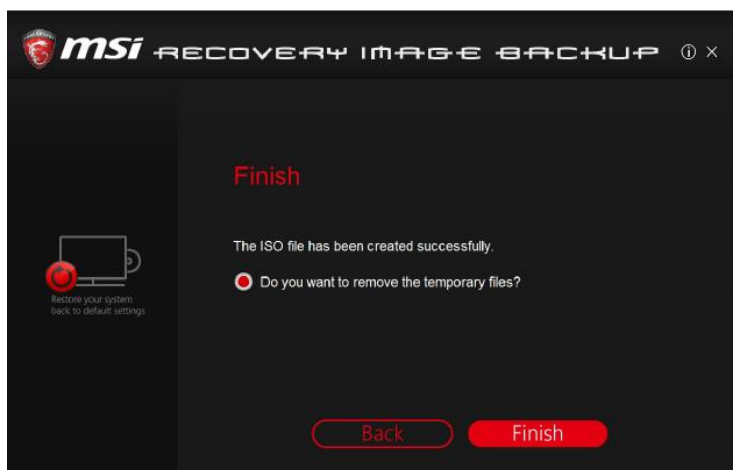 msi RECOVERY IMAGE BACKUP
Finish
The ISO file has been created successfully.
Do you want to remove the temporary files?
Restore your system
back to default settings
Back
Finish